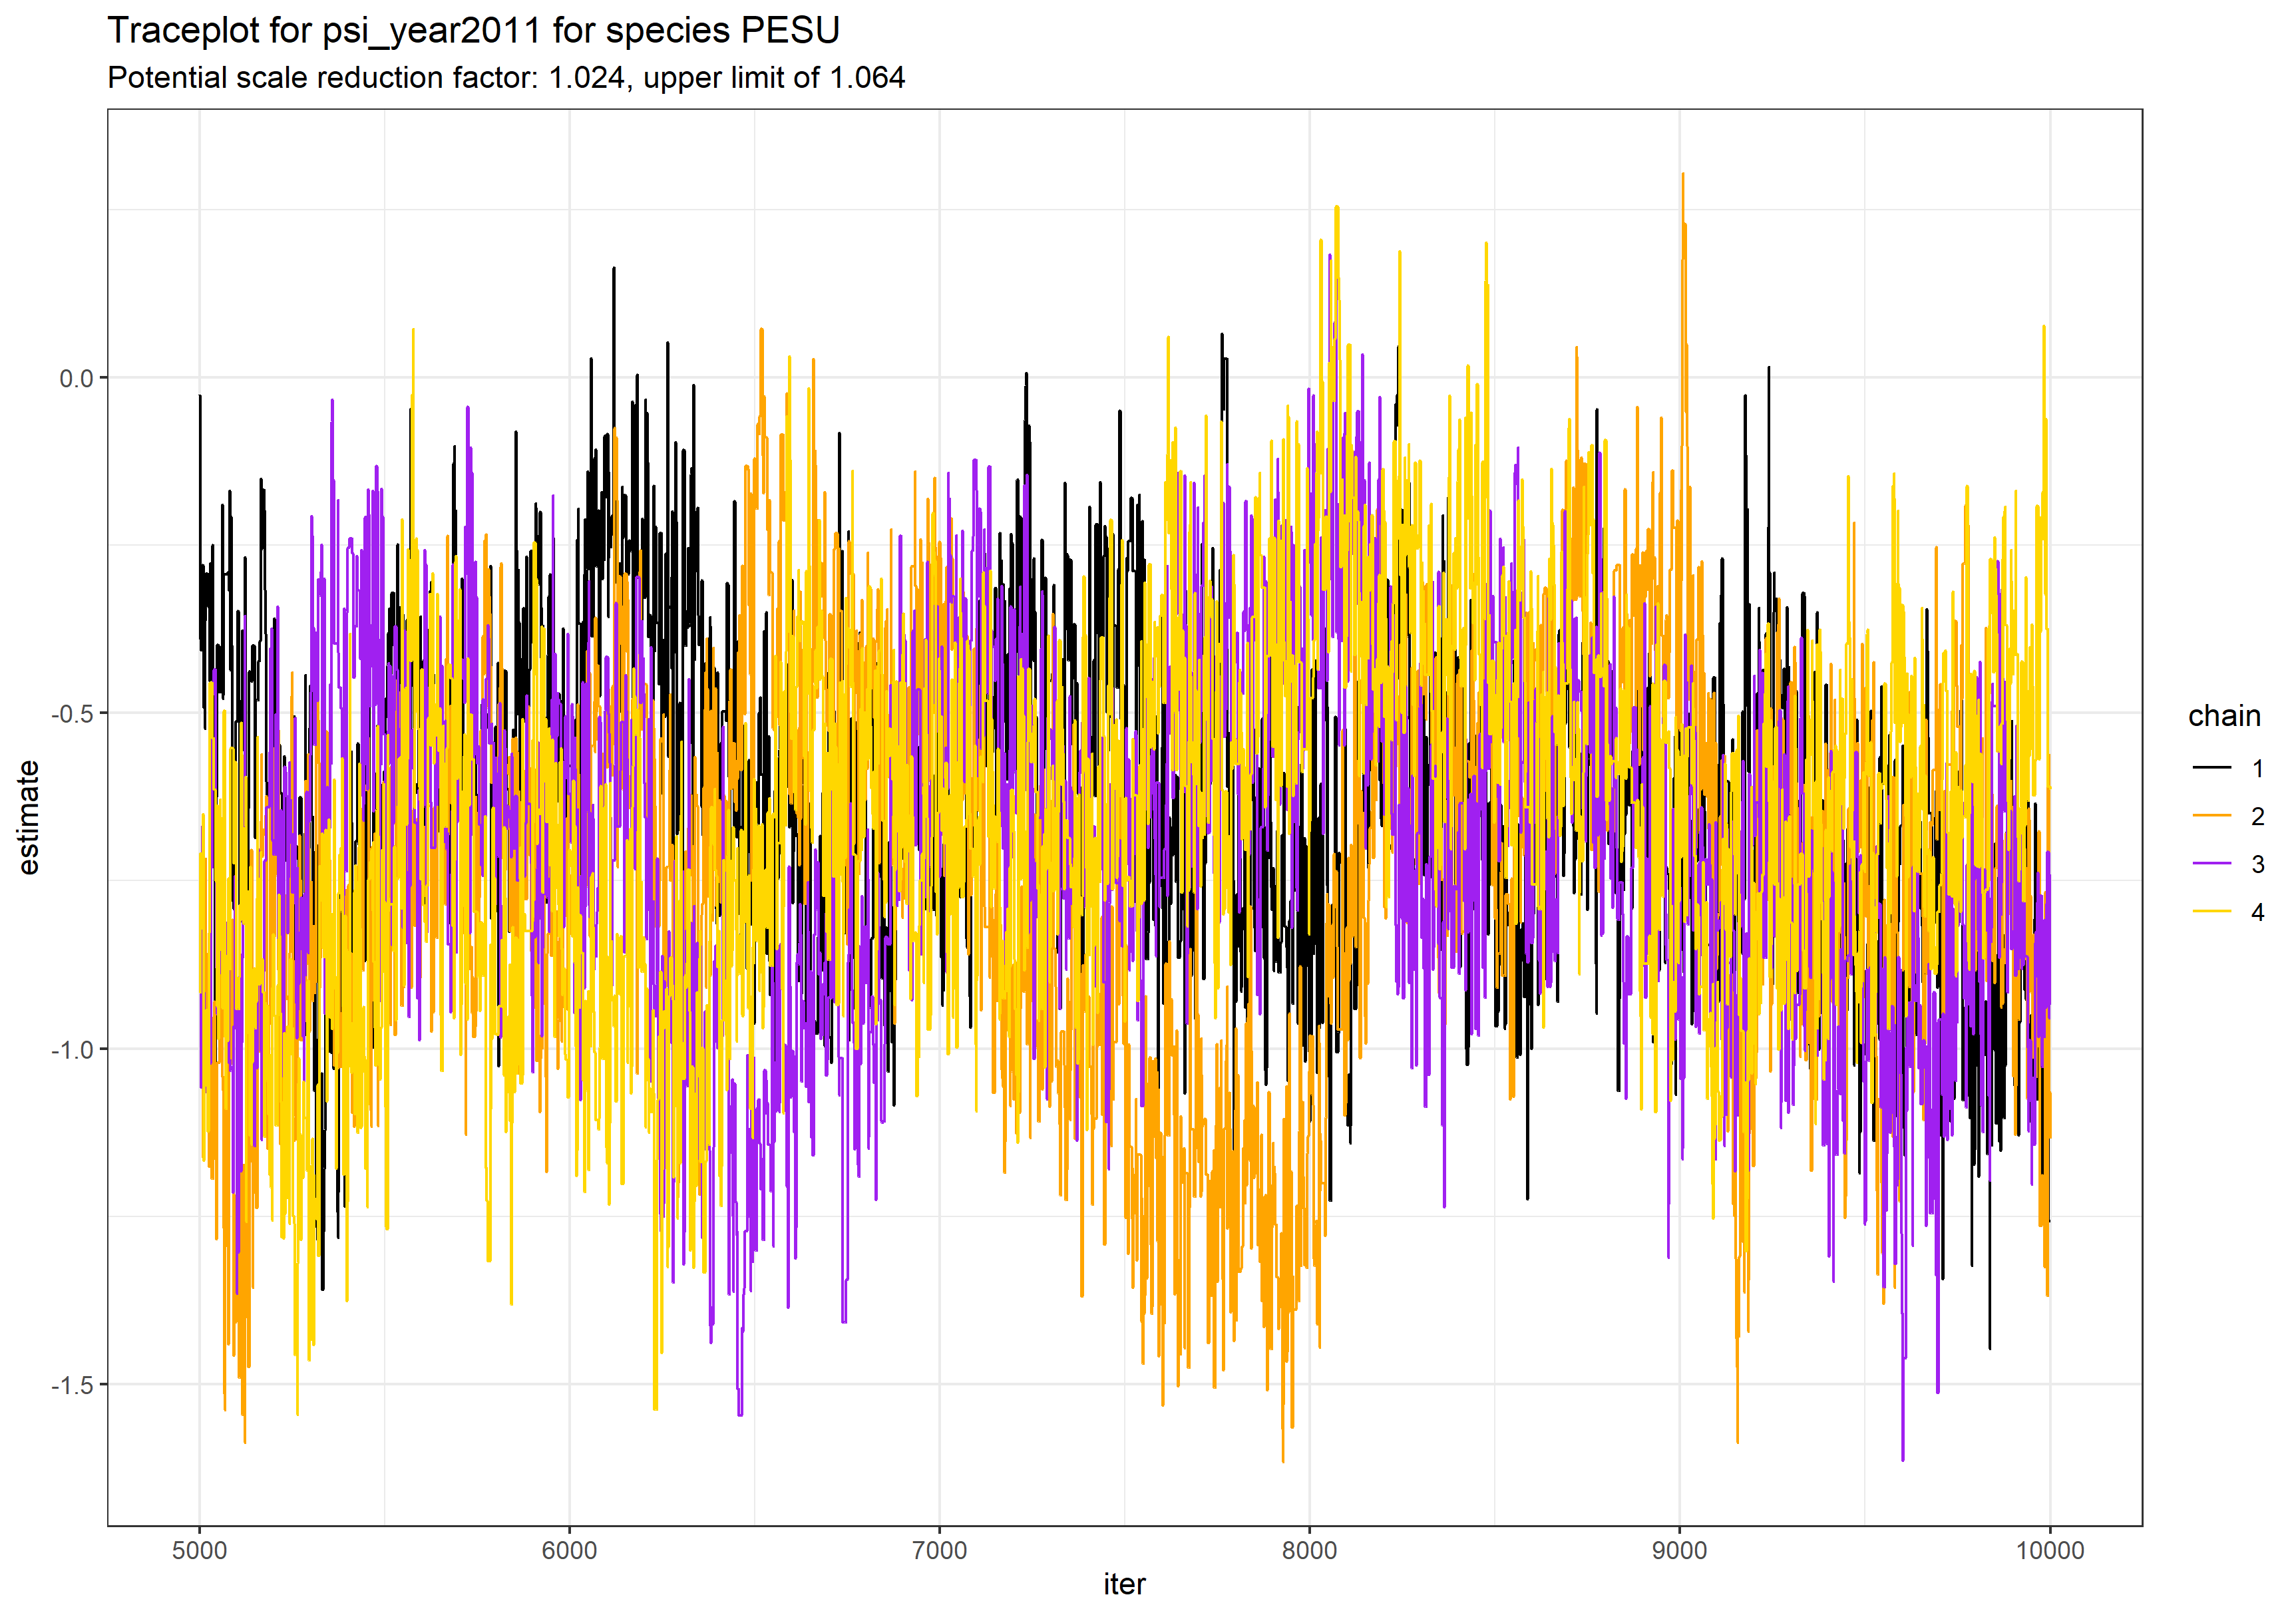 Traceplot for psi_year2011 for species PESU
Potential scale reduction factor: 1.024, upper limit of 1.064
estimate
0.0
-0.5
-1.0
-1.5
5000 6000 7000 8000 9000 10000
iter
chain
1
2
3
4